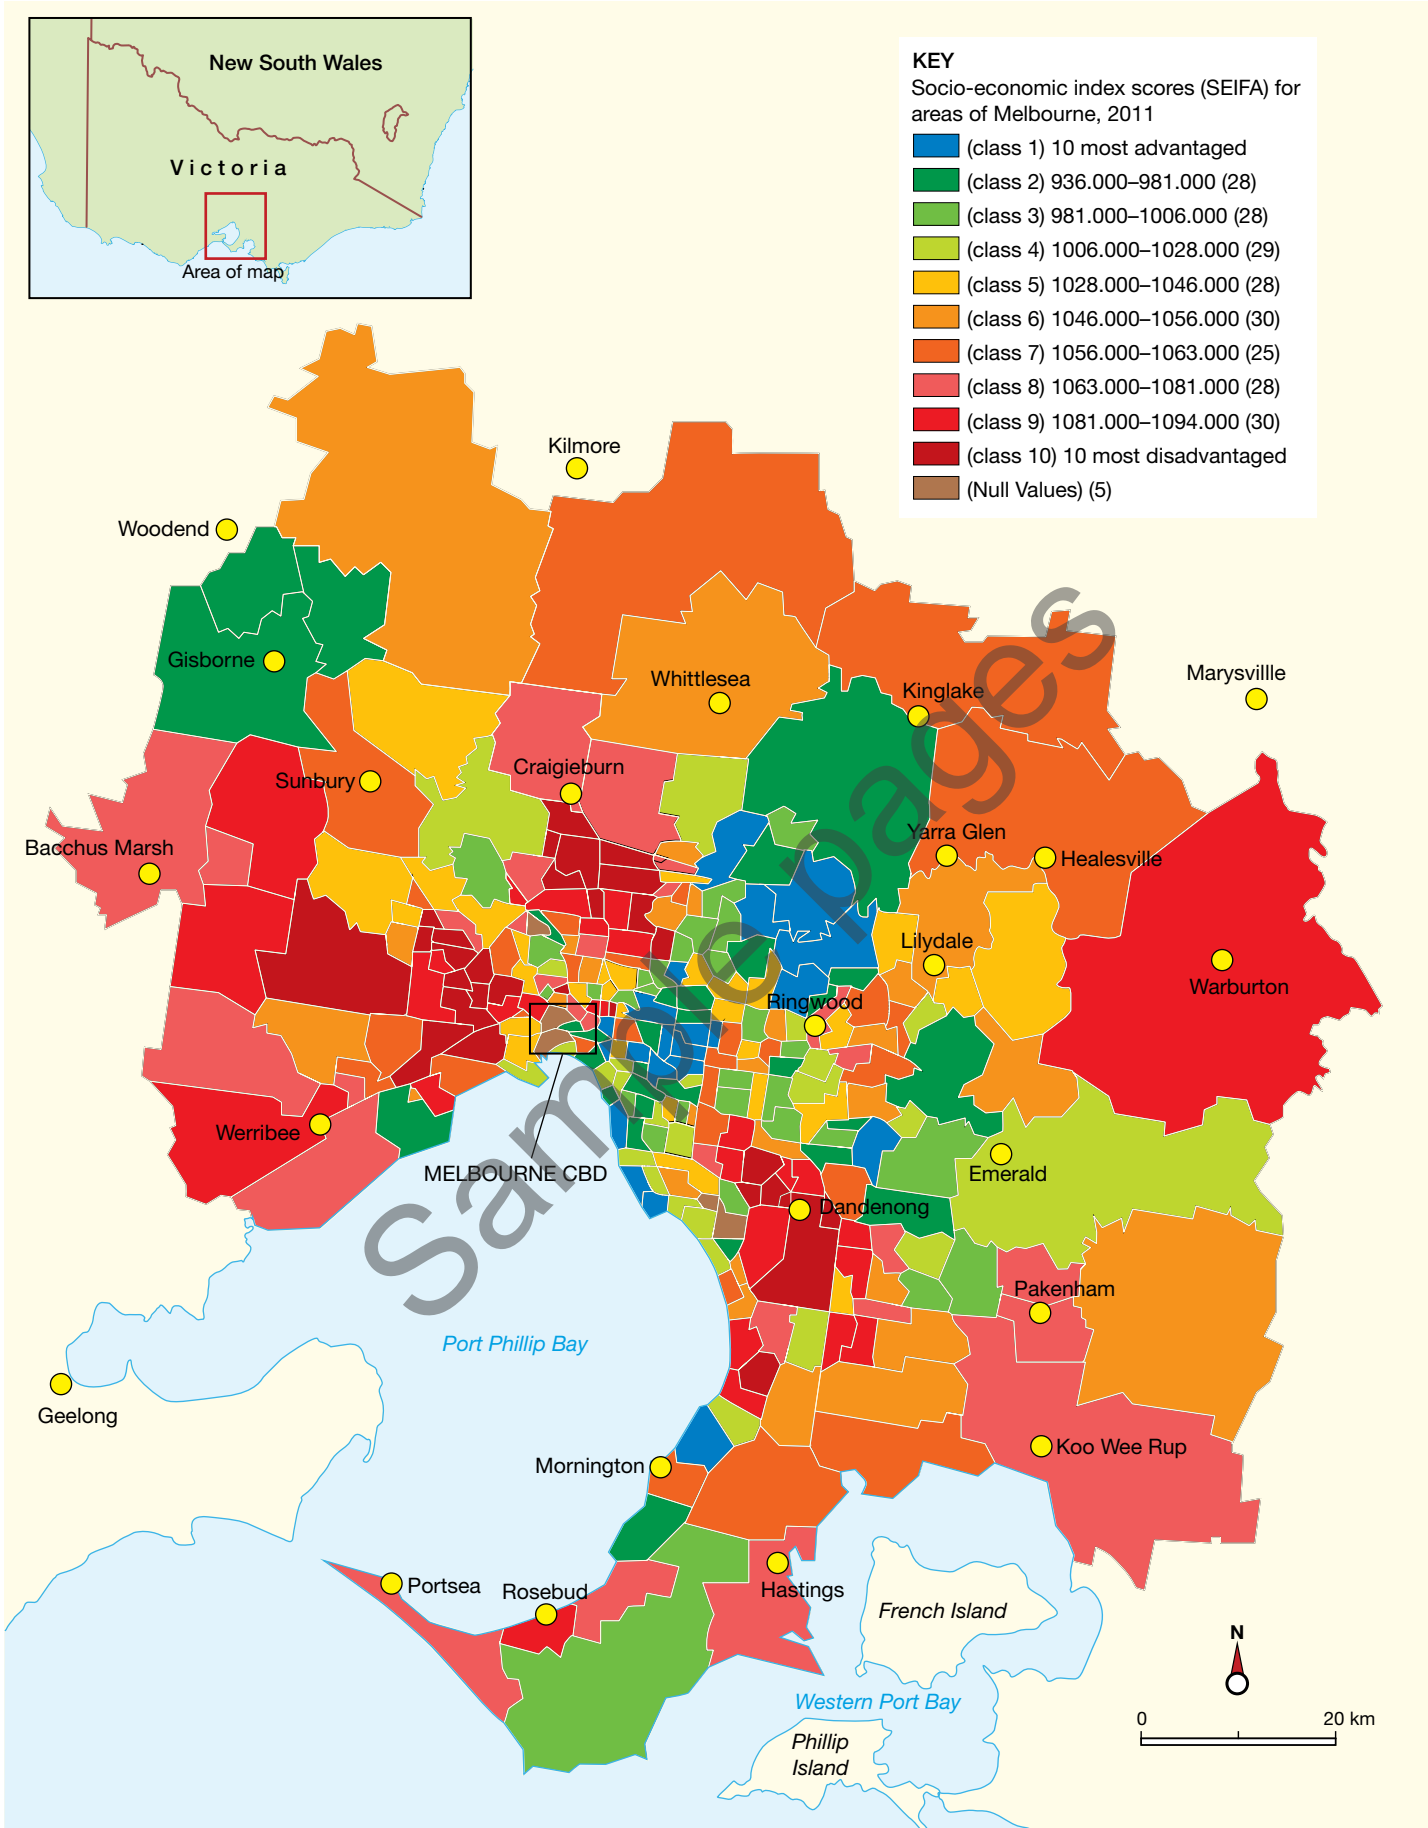 New South Wales
Victoria
Area of map
KEY
Socio-economic index scores (SEIFA) for
areas of Melbourne, 2011
(class 1) 10 most advantaged
(class 2) 936.000–981.000 (28)
(class 3) 981.000–1006.000 (28)
(class 4) 1006.000–1028.000 (29)
(class 5) 1028.000–1046.000 (28)
(class 6) 1046.000–1056.000 (30)
(class 7) 1056.000–1063.000 (25)
(class 8) 1063.000–1081.000 (28)
(class 9) 1081.000–1094.000 (30)
(class 10) 10 most disadvantaged
(Null Values) (5)
Kilmore
Woodend
Gisborne
Whittlesea
Kinglake
Marysvillle
Sunbury
Craigieburn
Bacchus Marsh
Yarra Glen
Healesville
Lilydale
Warburton
Ringwood
Werribee
MELBOURNE CBD
Emerald
Dandenong
Pakenham
Port Phillip Bay
Geelong
Mornington
Koo Wee Rup
Portsea
Rosebud
Hastings
French Island
Western Port Bay
Phillip
Island
N
0 20 km
Sample pages